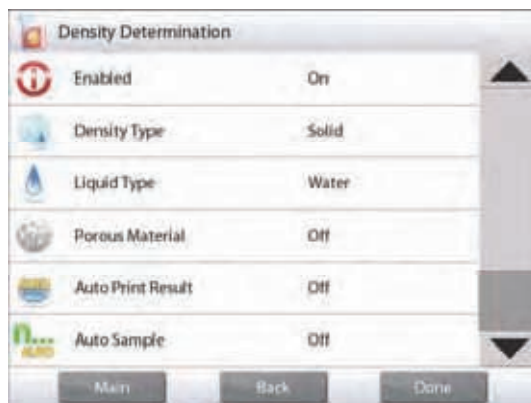 Density Determination
Enabled On
Density Type Solid
Liquid Type Water
Porous Material Off
Auto Print Result Off
n... Auto Sample Off
AUTO
Main Back Done